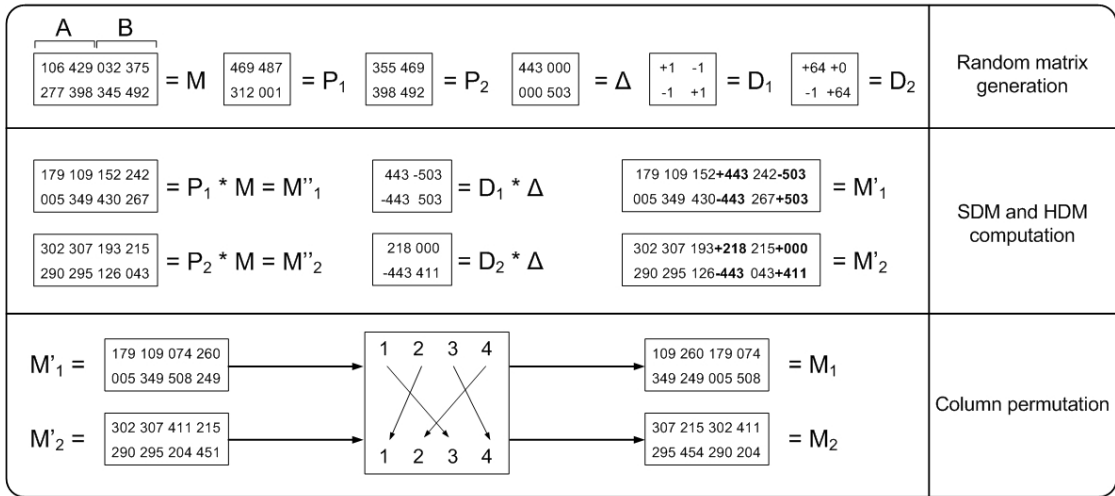 A B
106 429 032 375
277 398 345 492
= M
469 487
312 001
= P1
355 469
398 492
= P2
443 000
000 503
= Δ
+1 -1
-1 +1
= D1
+64 +0
-1 +64
= D2
Random matrix
generation
179 109 152 242
005 349 430 267
= P1 * M = M''1
443 -503
-443 503
= D1 * Δ
179 109 152+443 242-503
005 349 430-443 267+503
= M'1
302 307 193 215
290 295 126 043
= P2 * M = M''2
218 000
-443 411
= D2 * Δ
302 307 193+218 215+000
290 295 126-443 043+411
= M'2
SDM and HDM
computation
M'1 =
179 109 074 260
005 349 508 249
1 2 3 4
109 260 179 074
349 249 005 508
= M1
M'2 =
302 307 411 215
290 295 204 451
1 2 3 4
307 215 302 411
295 454 290 204
= M2
Column permutation